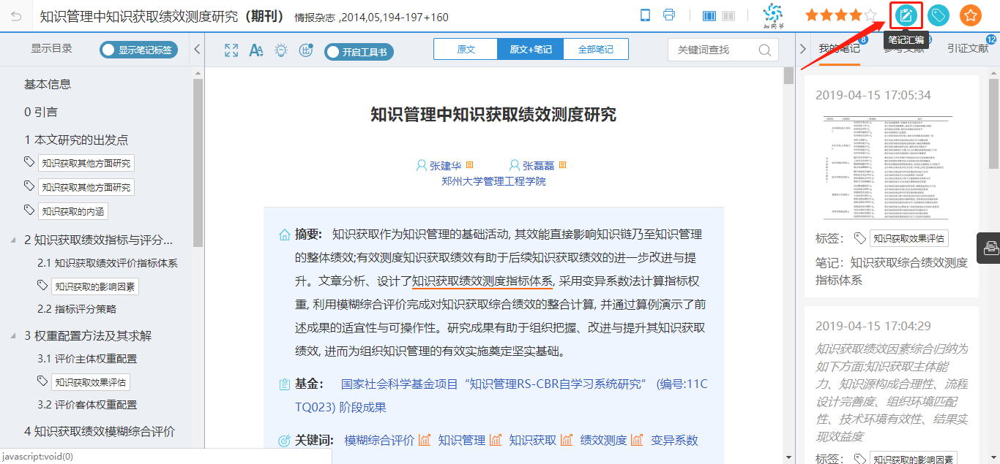 知识管理中知识获取绩效测度研究（期刊） 情报杂志 ,2014,05,194-197+160
知网节
笔记汇编
显示目录 显示笔记标签
开启工具书
原文 原文+笔记 全部笔记
关键词查找
我的笔记 8 参考文献 引证文献 12
基本信息
0 引言
1 本文研究的出发点
知识获取其他方面研究
知识获取其他方面研究
知识获取的内涵
2 知识获取绩效指标与评分...
2.1 知识获取绩效评价指标体系
知识获取的影响因素
2.2 指标评分策略
3 权重配置方法及其求解
3.1 评价主体权重配置
知识获取效果评估
3.2 评价客体权重配置
4 知识获取绩效模糊综合评价
javascript:void(0)
知识管理中知识获取绩效测度研究
张建华 张磊磊
郑州大学管理工程学院
摘要: 知识获取作为知识管理的基础活动, 其效能直接影响知识链乃至知识管理
的整体绩效;有效测度知识获取绩效有助于后续知识获取绩效的进一步改进与提
升。文章分析、设计了知识获取绩效测度指标体系, 采用变异系数法计算指标权
重, 利用模糊综合评价完成对知识获取综合绩效的整合计算, 并通过算例演示了前
述成果的适宜性与可操作性。研究成果有助于组织把握、改进与提升其知识获取
绩效, 进而为组织知识管理的有效实施奠定坚实基础。
基金: 国家社会科学基金项目“知识管理RS-CBR自学习系统研究” (编号:11C
TQ023) 阶段成果
关键词: 模糊综合评价 知识管理 知识获取 绩效测度 变异系数
2019-04-15 17:05:34
标签： 知识获取效果评估
笔记：知识获取综合绩效测度
指标体系
2019-04-15 17:04:29
知识获取绩效因素综合归纳为
如下方面:知识获取主体能
力、知识源构成合理性、流程
设计完善度、组织环境匹配
性、技术环境有效性、结果实
现效益度
标签： 知识获取的影响因素